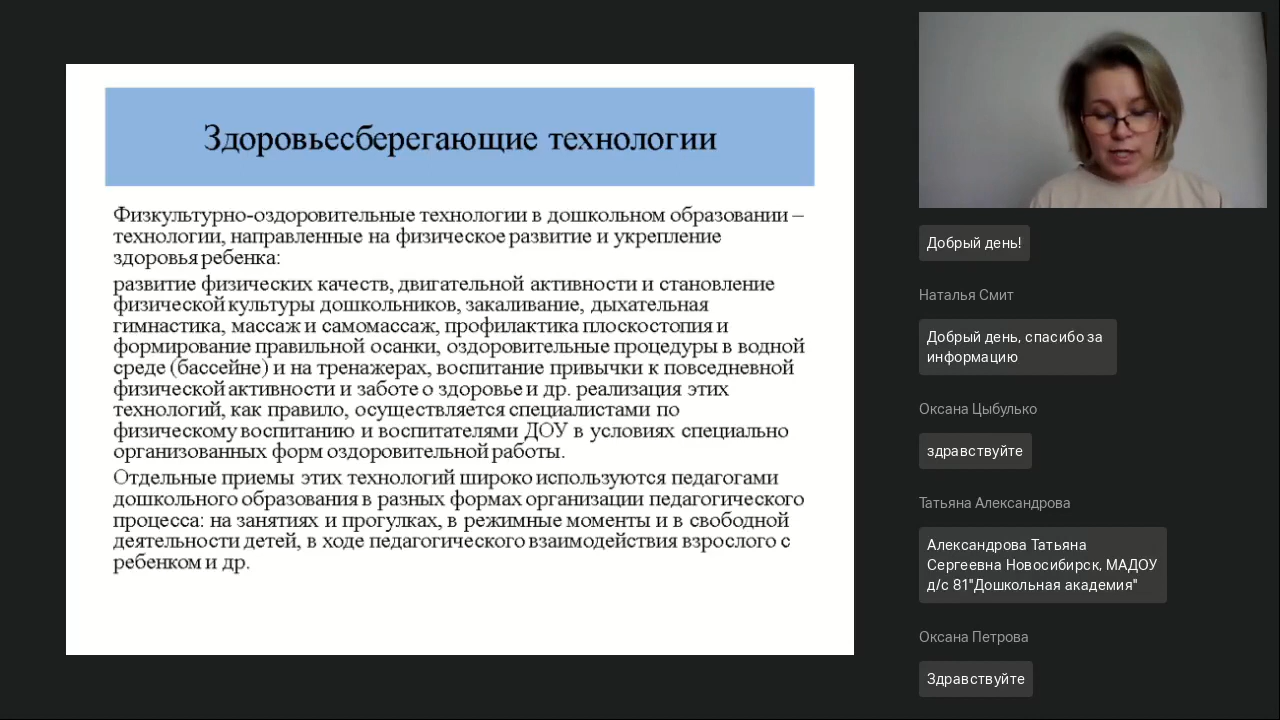 Здоровьесберегающие технологии
Физкультурно-оздоровительные технологии в дошкольном образовании –
технологии, направленные на физическое развитие и укрепление
здоровья ребенка:
развитие физических качеств, двигательной активности и становление
физической культуры дошкольников, закаливание, дыхательная
гимнастика, массаж и самомассаж, профилактика плоскостопия и
формирование правильной осанки, оздоровительные процедуры в водной
среде (бассейне) и на тренажерах, воспитание привычки к повседневной
физической активности и заботе о здоровье и др. реализация этих
технологий, как правило, осуществляется специалистами по
физическому воспитанию и воспитателями ДОУ в условиях специально
организованных форм оздоровительной работы.
Отдельные приемы этих технологий широко используются педагогами
дошкольного образования в разных формах организации педагогического
процесса: на занятиях и прогулках, в режимные моменты и в свободной
деятельности детей, в ходе педагогического взаимодействия взрослого с
ребенком и др.
Добрый день!
Наталья Смит
Добрый день, спасибо за
информацию
Оксана Цыбулько
здравствуйте
Татьяна Александрова
Александрова Татьяна
Сергеевна Новосибирск, МАДОУ
д/с 81"Дошкольная академия"
Оксана Петрова
Здравствуйте